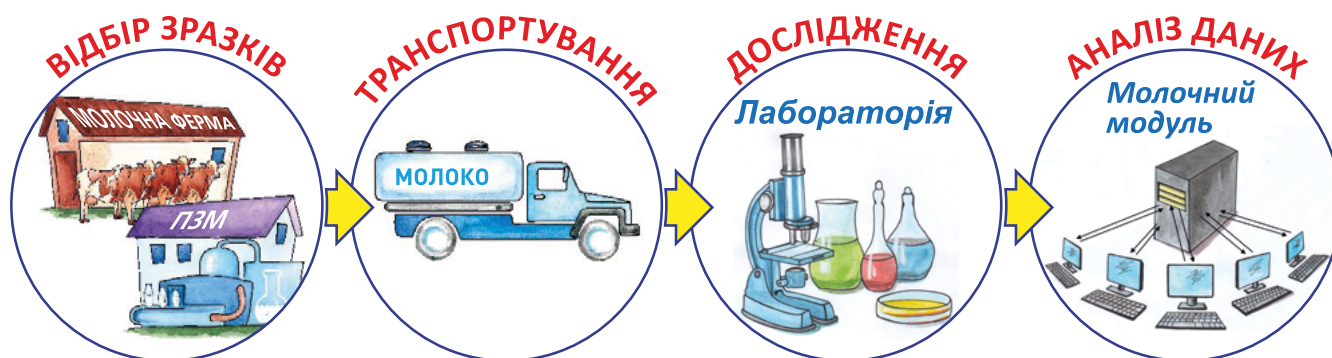 ВІДБІР ЗРАЗКІВ
МОЛОЧНА ФЕРМА
ПЗМ
ТРАНСПОРТУВАННЯ
МОЛОКО
ДОСЛІДЖЕННЯ
Лабораторія
АНАЛІЗ ДАНИХ
Молочний
модуль